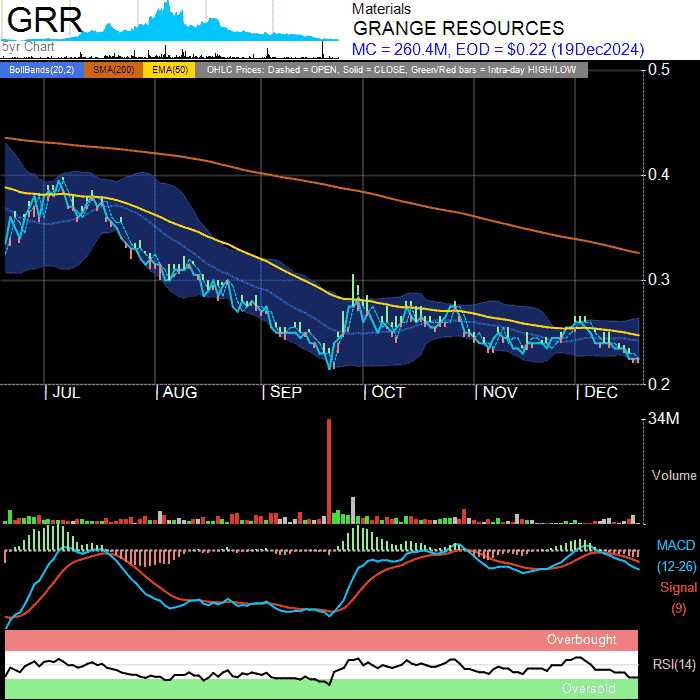 GRR
5yr Chart
Materials
GRANGE RESOURCES
MC = 260.4M, EOD = $0.22 (19Dec2024)
BollBands(20,2) SMA(200) EMA(50) OHLC Prices: Dashed = OPEN, Solid = CLOSE, Green/Red bars = Intra-day HIGH/LOW
0.5
0.4
0.3
0.2
JUL AUG SEP OCT NOV DEC
34M
Volume
MACD
(12-26)
Signal
(9)
Overbought
RSI(14)
Oversold